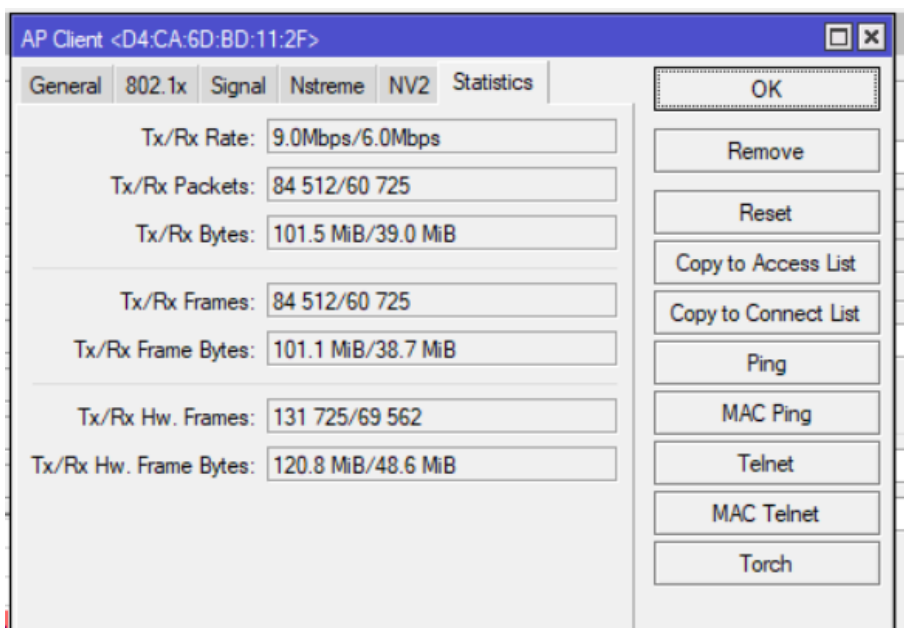 AP Client <D4:CA:6D:BD:11:2F>
General 802.1x Signal Nstreme NV2 Statistics
OK
Tx/Rx Rate: 9.0Mbps/6.0Mbps
Remove
Tx/Rx Packets: 84 512/60 725
Reset
Tx/Rx Bytes: 101.5 MiB/39.0 MiB
Copy to Access List
Tx/Rx Frames: 84 512/60 725
Copy to Connect List
Tx/Rx Frame Bytes: 101.1 MiB/38.7 MiB
Ping
Tx/Rx Hw. Frames: 131 725/69 562
MAC Ping
Tx/Rx Hw. Frame Bytes: 120.8 MiB/48.6 MiB
Telnet
MAC Telnet
Torch